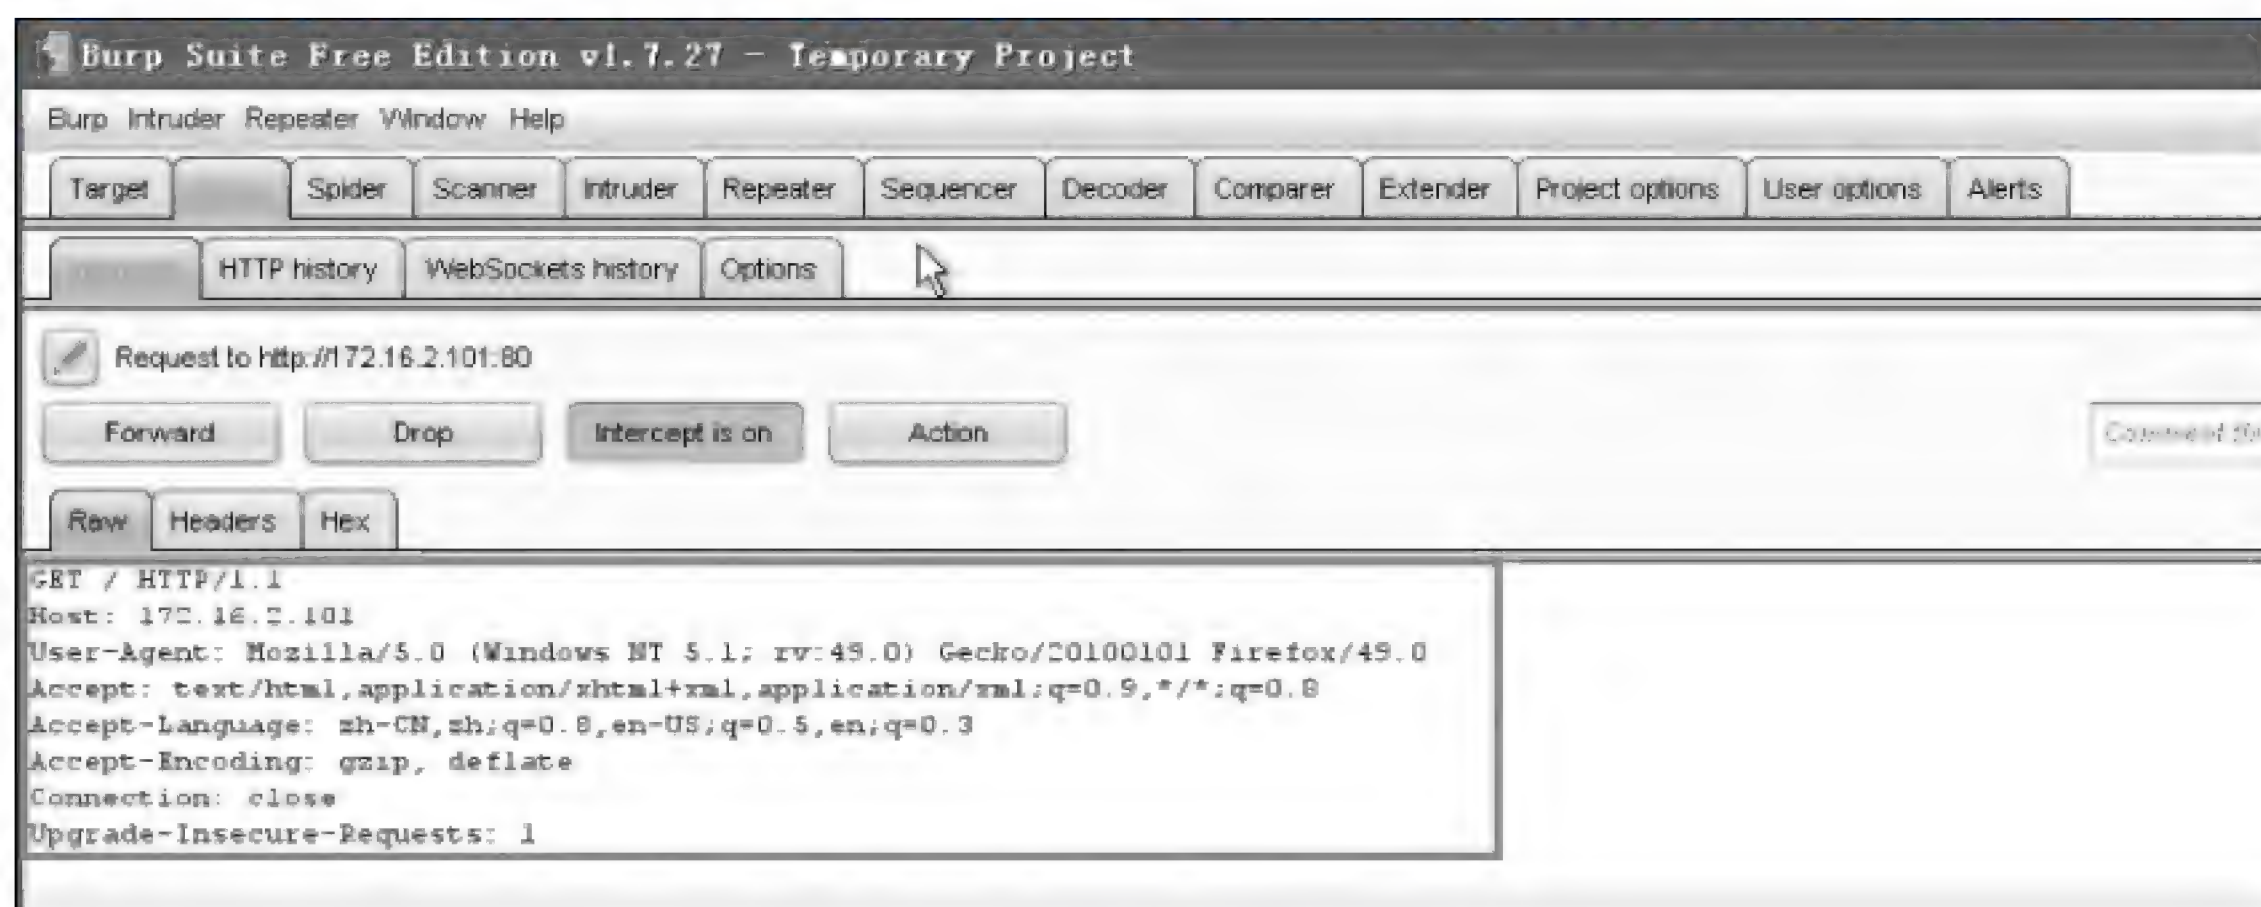 Burp Suite Free Edition v1.7.27 - Temporary Project
Burp Intruder Repeater Window Help
Target Spider Scanner Intruder Repeater Sequencer Decoder Comparer Extender Project options User options Alerts
HTTP history WebSockets history Options
Request to http://172.16.2.101:80
Forward Drop Intercept is on Action Comment
Raw Headers Hex
GET / HTTP/1.1
Host: 172.16.2.101
User-Agent: Mozilla/5.0 (Windows NT 5.1; rv:49.0) Gecko/20100101 Firefox/49.0
Accept: text/html,application/xhtml+xml,application/xml;q=0.9,*/*;q=0.8
Accept-Language: zh-CN,zh;q=0.8,en-US;q=0.5,en;q=0.3
Accept-Encoding: gzip, deflate
Connection: close
Upgrade-Insecure-Requests: 1